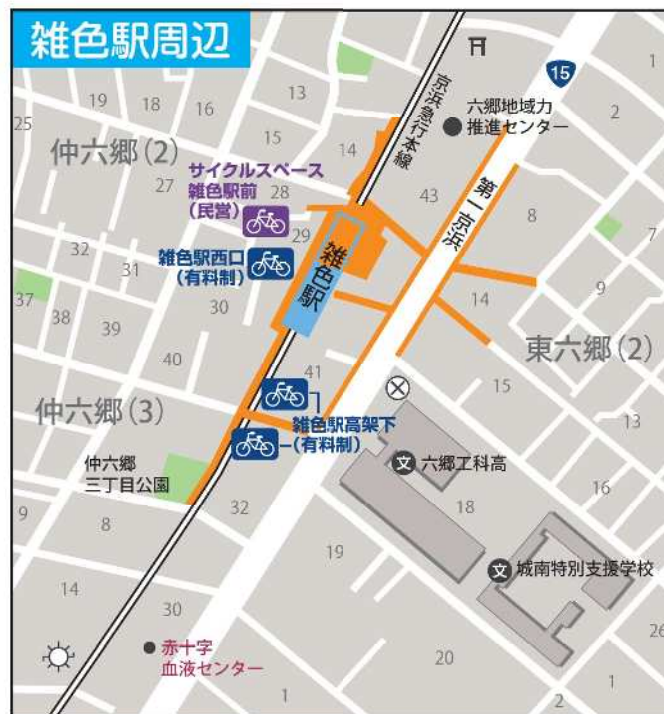 雑色駅周辺
15
1
19
18
16
13
2
25
六郷地域力
推進センター
京浜急行本線
仲六郷(2)
15
14
サイクルスペース
雑色駅前
(民営)
27
28
43
第一京浜
8
7
29
32
31
雑色駅西口
(有料制)
雑色駅
9
37
38
39
30
14
東六郷(2)
40
41
15
仲六郷(3)
13
雑色駅高架下
(有料制)
仲六郷
三丁目公園
文 六郷工科高
16
9
8
32
18
19
文 城南特別支援学校
14
30
赤十字
血液センター
20
26
1
2
1